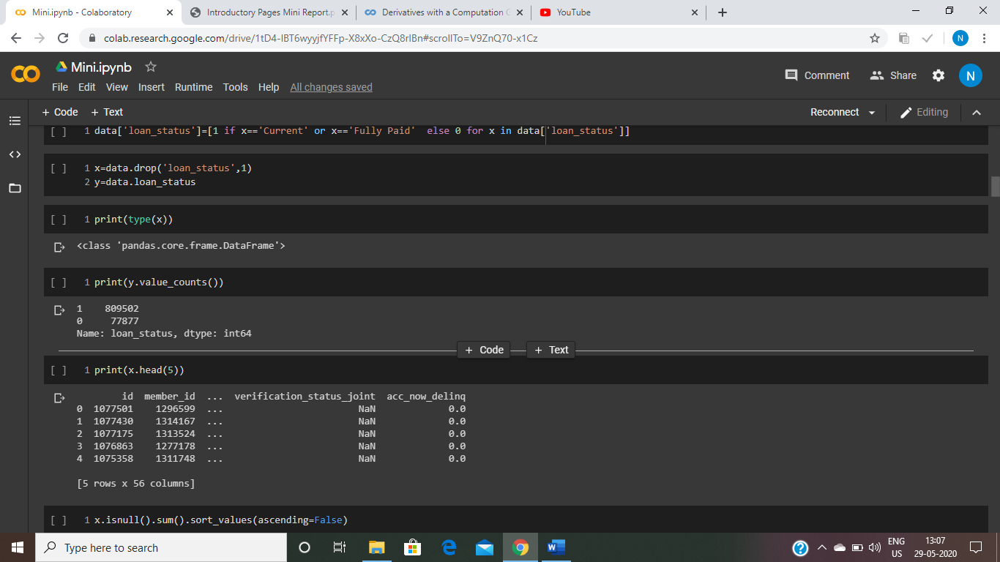 Mini.ipynb - Colaboratory
Introductory Pages Mini Report.p
Derivatives with a Computation G
YouTube
colab.research.google.com/drive/1tD4-IBT6wyyjfYFFp-X8xXo-CzQ8rIBn#scrollTo=V9ZnQ70-x1Cz
N
Mini.ipynb
File Edit View Insert Runtime Tools Help All changes saved
Comment Share N
+ Code + Text
Reconnect Editing
[ ] 1 data['loan_status']=[1 if x=='Current' or x=='Fully Paid'  else 0 for x in data['loan_status']]
[ ] 1 x=data.drop('loan_status',1)
2 y=data.loan_status
[ ] 1 print(type(x))
<class 'pandas.core.frame.DataFrame'>
[ ] 1 print(y.value_counts())
1    809502
0     77877
Name: loan_status, dtype: int64
+ Code + Text
[ ] 1 print(x.head(5))
id  member_id  ...  verification_status_joint  acc_now_delinq
0  1077501    1296599  ...                        NaN             0.0
1  1077430    1314167  ...                        NaN             0.0
2  1077175    1313524  ...                        NaN             0.0
3  1076863    1277178  ...                        NaN             0.0
4  1075358    1311748  ...                        NaN             0.0
[5 rows x 56 columns]
[ ] 1 x.isnull().sum().sort_values(ascending=False)
Type here to search
ENG
US
13:07
29-05-2020